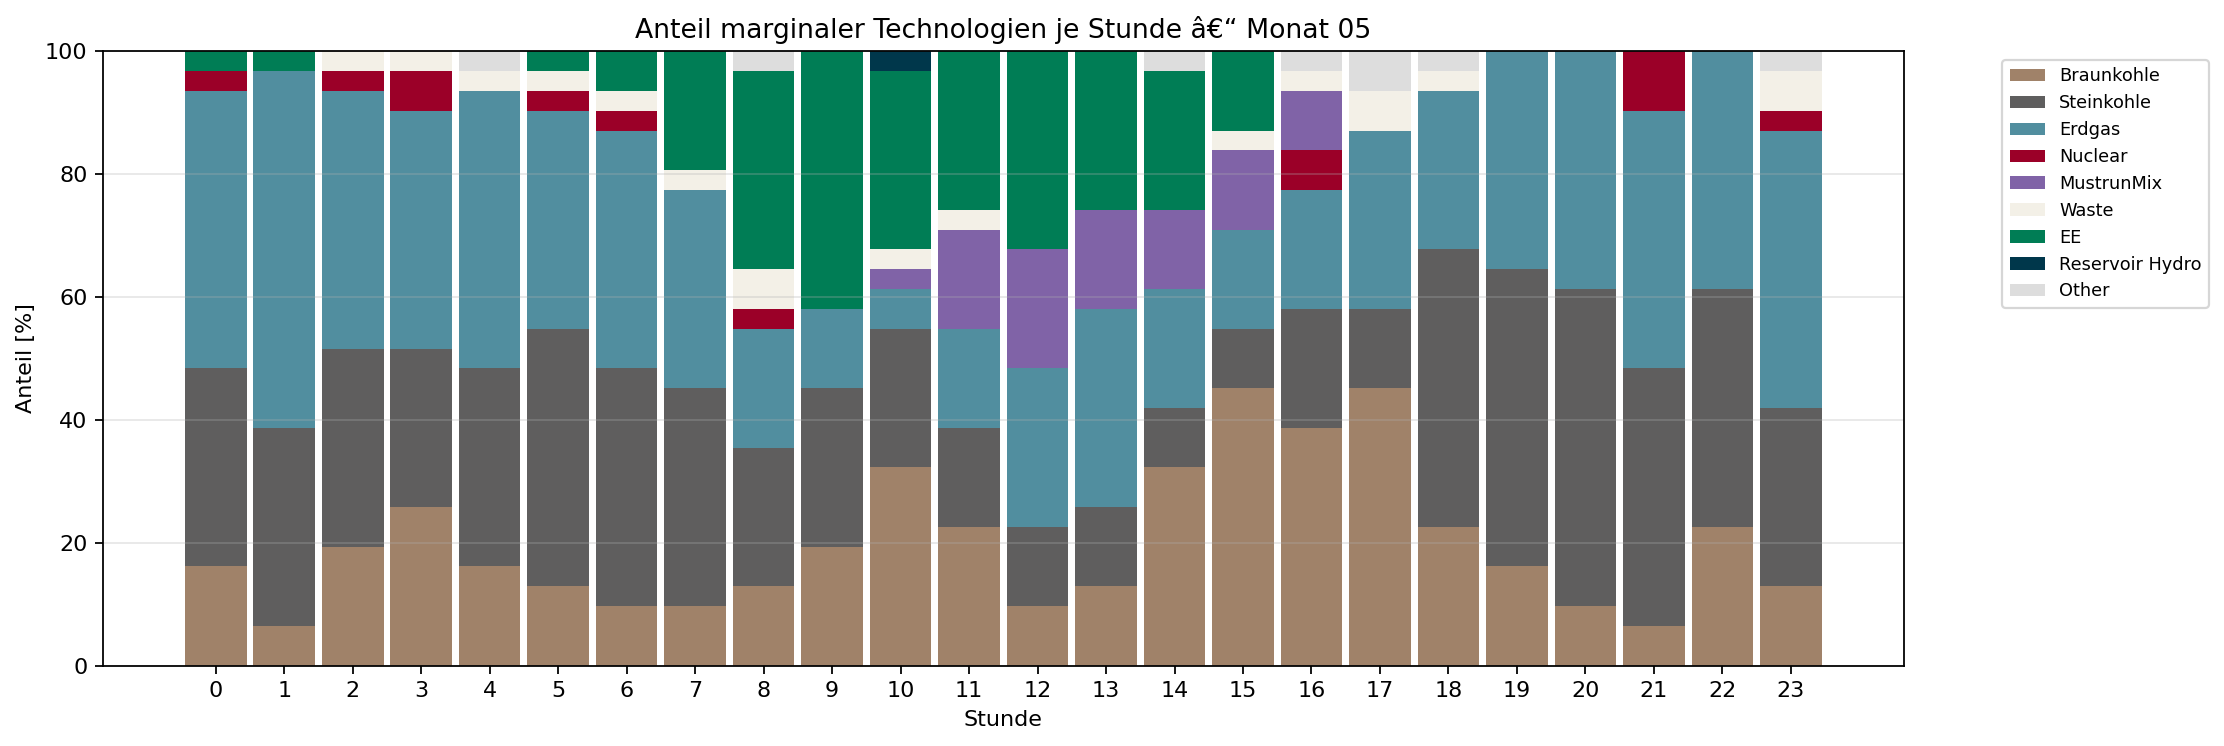 Anteil marginaler Technologien je Stunde â€“ Monat 05
Anteil [%]
100
80
60
40
20
0
0 1 2 3 4 5 6 7 8 9 10 11 12 13 14 15 16 17 18 19 20 21 22 23
Stunde
Braunkohle
Steinkohle
Erdgas
Nuclear
MustrunMix
Waste
EE
Reservoir Hydro
Other